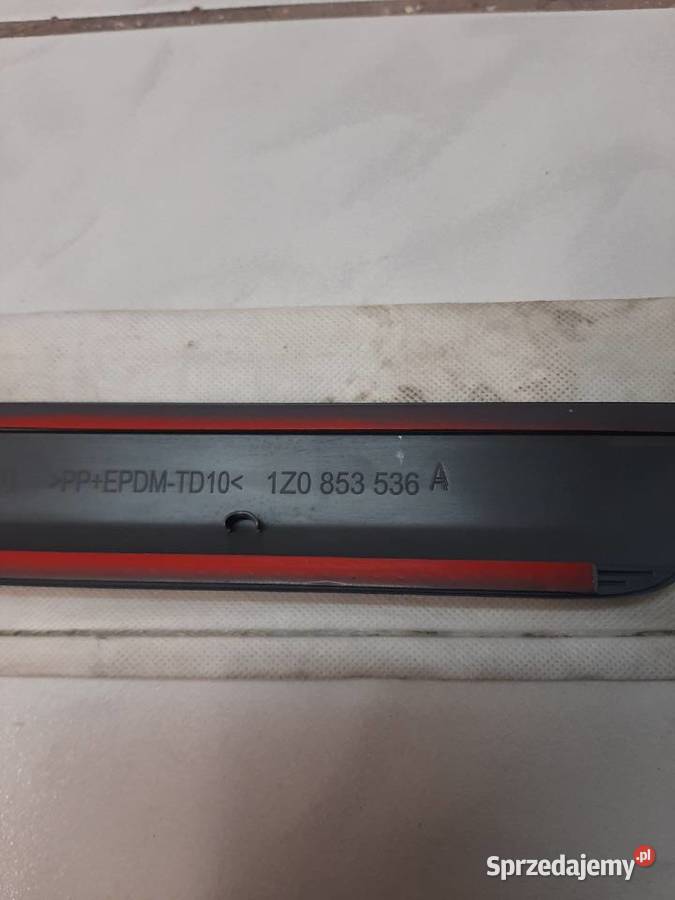 >PP+EPDM-TD10< 1Z0 853 536 A
Sprzedajemy.pl